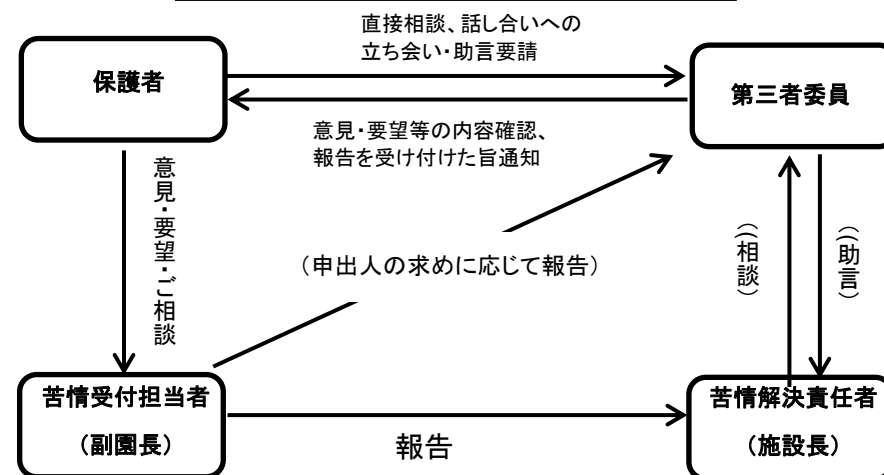 直接相談、話し合いへの
立ち会い・助言要請
保護者
第三者委員
意見・要望等の内容確認、
報告を受け付けた旨通知
意見・要望・ご相談
（申出人の求めに応じて報告）
（（相談）
（（助言）
苦情受付担当者
（副園長）
報告
苦情解決責任者
（施設長）